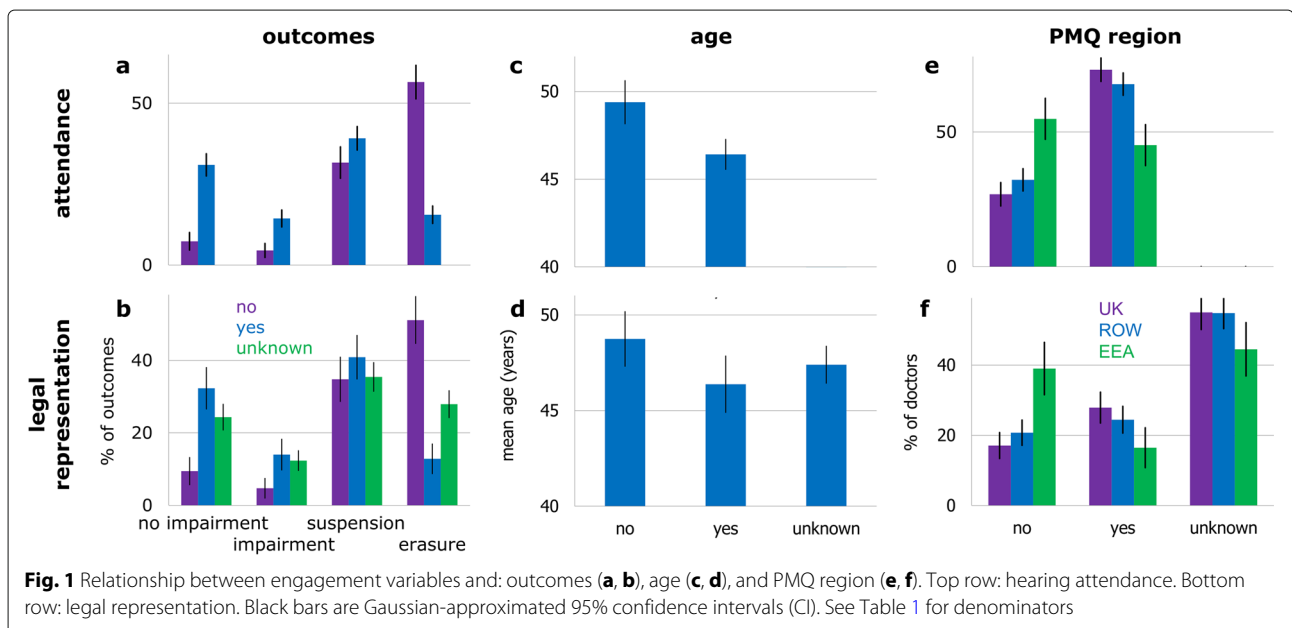 outcomes
age
PMQ region
attendance
a
50
0
c
50
45
40
e
50
0
legal
representation
b
no
yes
unknown
% of outcomes
40
20
0
no impairment
impairment
suspension
erasure
d
mean age (years)
50
45
40
no yes unknown
f
UK
ROW
EEA
% of doctors
40
20
0
no yes unknown
Fig. 1 Relationship between engagement variables and: outcomes (a, b), age (c, d), and PMQ region (e, f). Top row: hearing attendance. Bottom
row: legal representation. Black bars are Gaussian-approximated 95% confidence intervals (CI). See Table 1 for denominators